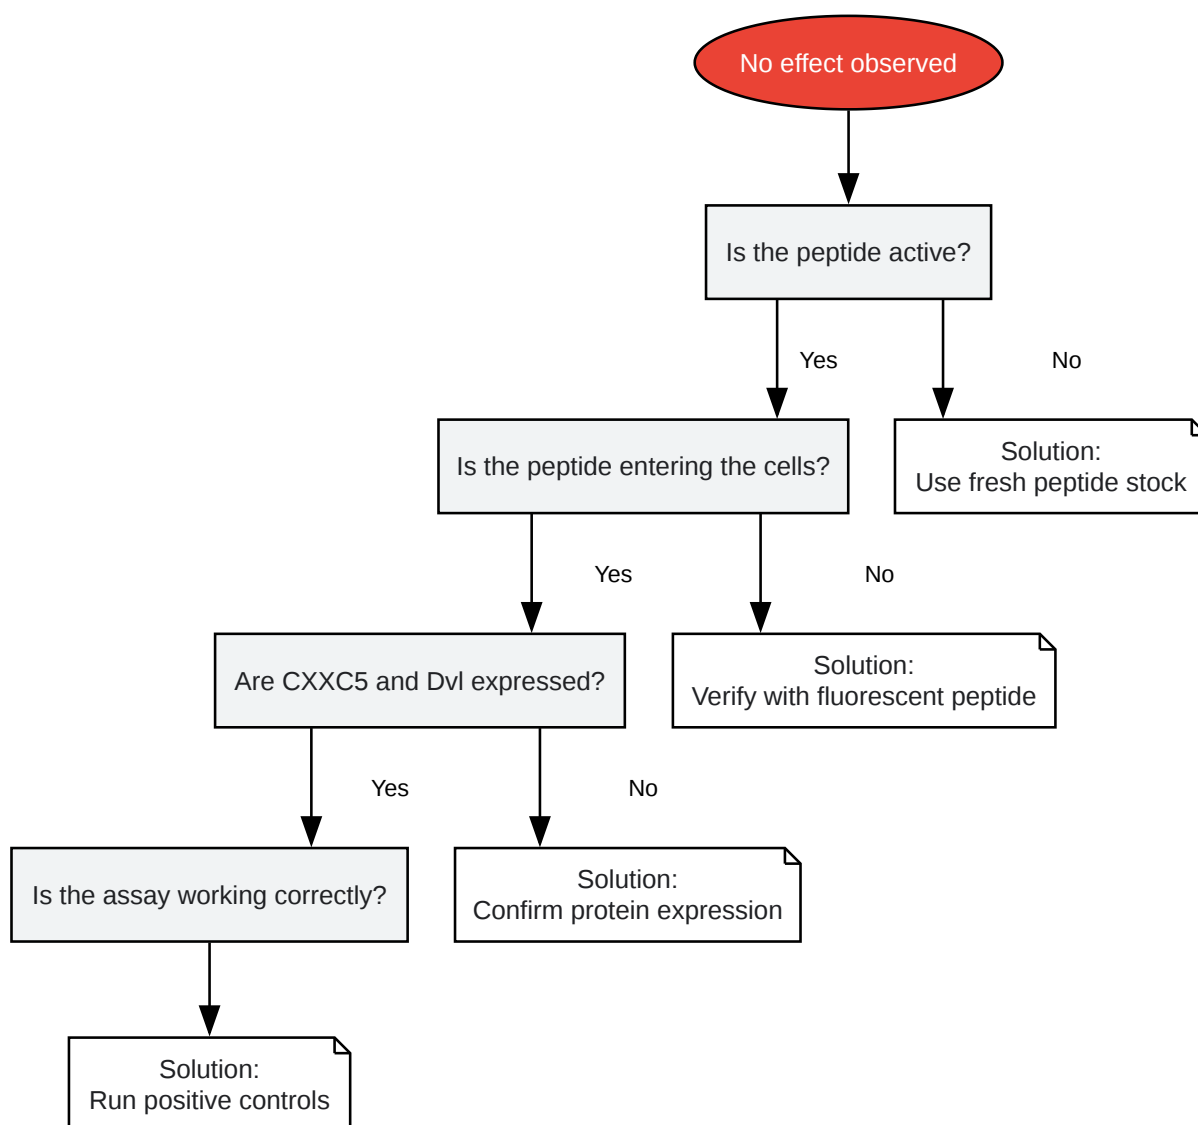 No effect observed
Is the peptide active?
Yes
No
Is the peptide entering the cells?
Solution:
Use fresh peptide stock
Yes
No
Are CXXC5 and Dvl expressed?
Solution:
Verify with fluorescent peptide
Yes
No
Is the assay working correctly?
Solution:
Confirm protein expression
Solution:
Run positive controls